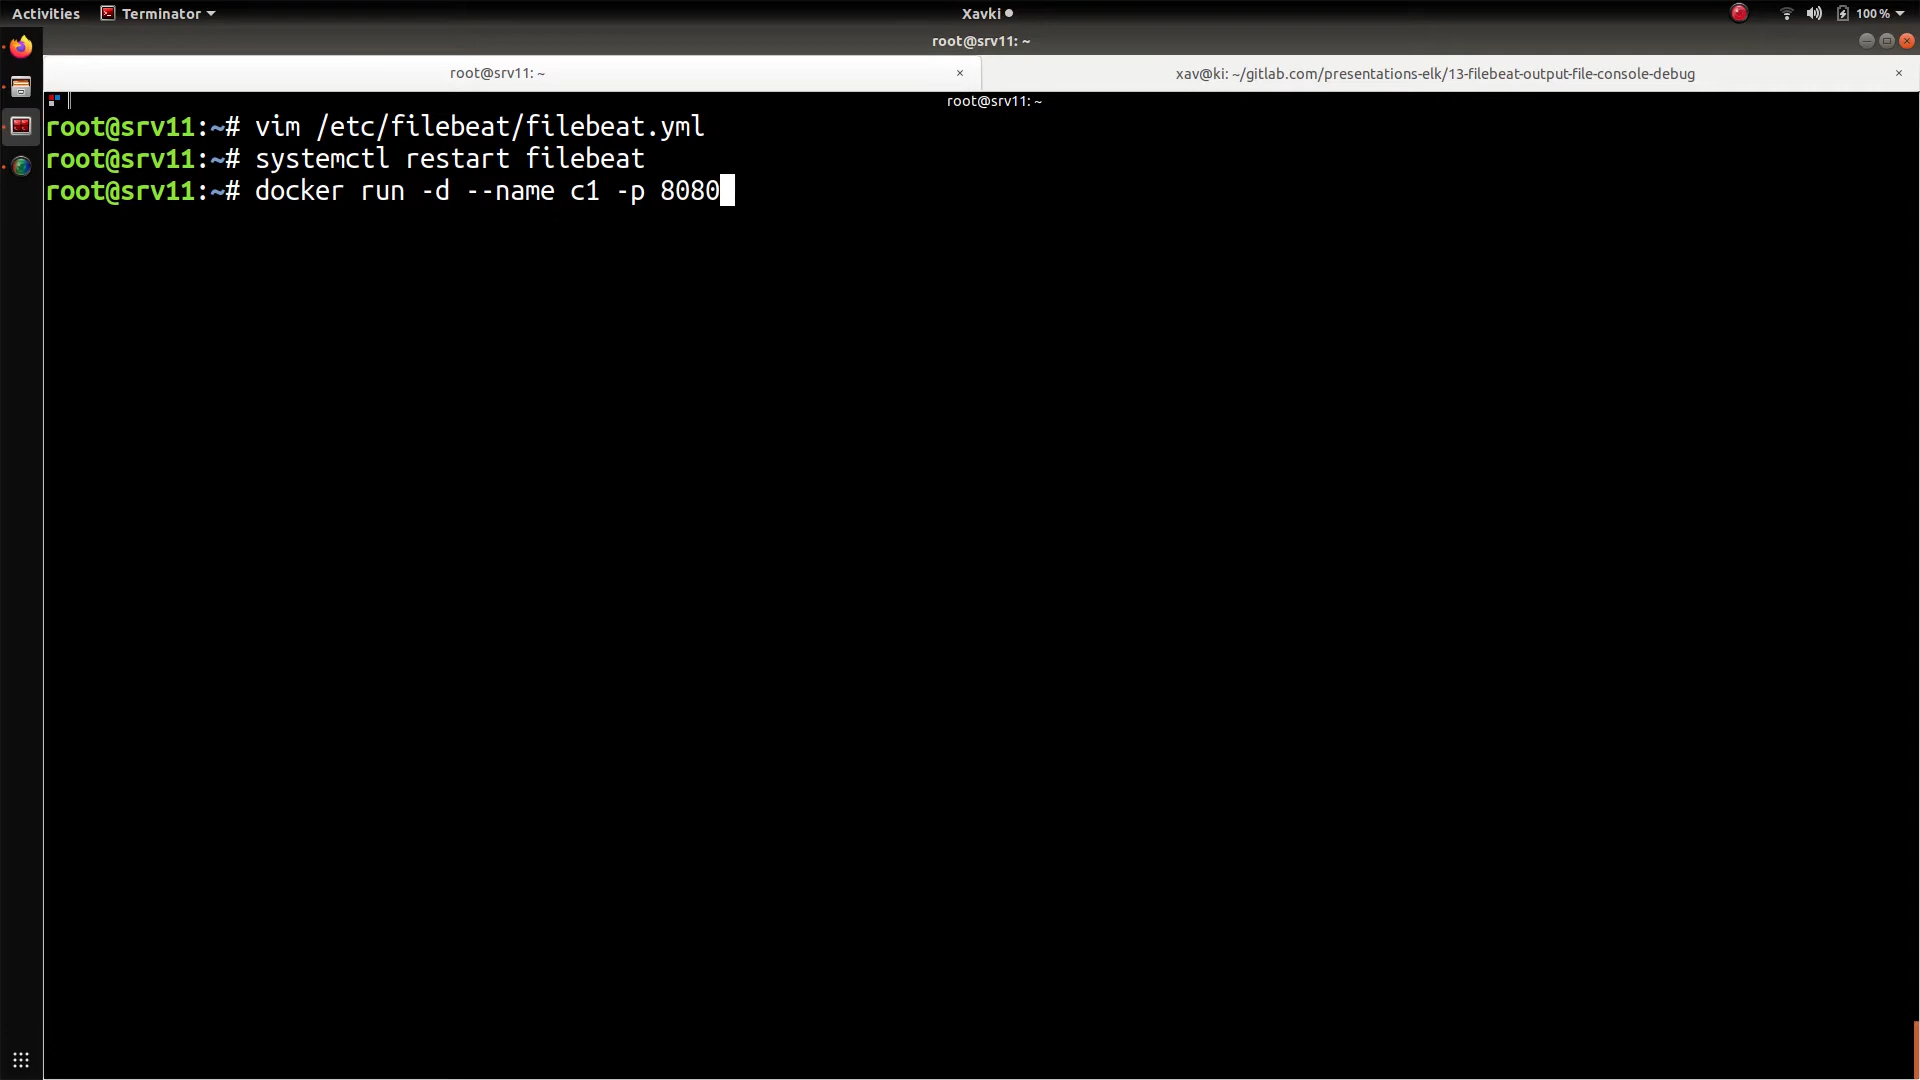 Activities Terminator Xavki 100 %
root@srv11: ~
root@srv11: ~ × xav@ki: ~/gitlab.com/presentations-elk/13-filebeat-output-file-console-debug ×
root@srv11: ~
root@srv11:~# vim /etc/filebeat/filebeat.yml
root@srv11:~# systemctl restart filebeat
root@srv11:~# docker run -d --name c1 -p 8080